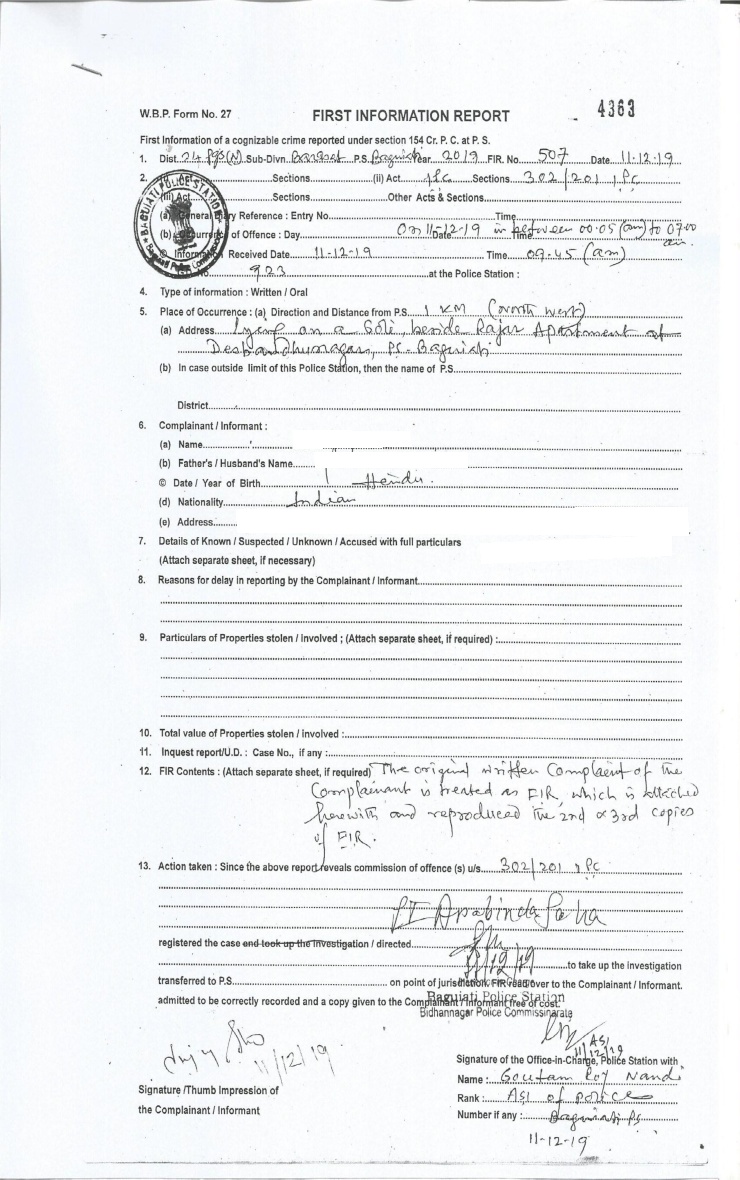 4363
W.B.P. Form No. 27
FIRST INFORMATION REPORT
First Information of a cognizable crime reported under section 154 Cr. P. C. at P. S.
1. Dist. 24 Pgs(N) Sub-Divn. Barasat P.S. Baguiati Year 2019 FIR. No. 507 Date 11-12-19
2. (i) Act Sections (ii) Act IPC Sections 302/201 IPC
(iii) Act Sections Other Acts & Sections
(a) General Diary Reference : Entry No. Time
(b) Occurrence of Offence : Day On 11-12-19 Date in between 00.05 (am) to 07.00 am. Time
© Information Received Date 11-12-19 Time 09.45 (am)
No. 923 at the Police Station :
BAGUIATI POLICE STATION
4. Type of information : Written / Oral
5. Place of Occurrence : (a) Direction and Distance from P.S. 1 KM (North West)
(a) Address Lying on a beside Rajar Apartment at
Deshbandhunagar, PS- Baguiati
(b) In case outside limit of this Police Station, then the name of P.S.
District
6. Complainant / Informant :
(a) Name
(b) Father's / Husband's Name
© Date / Year of Birth Hindu.
(d) Nationality Indian
(e) Address
7. Details of Known / Suspected / Unknown / Accused with full particulars
(Attach separate sheet, if necessary)
8. Reasons for delay in reporting by the Complainant / Informant
9. Particulars of Properties stolen / Involved ; (Attach separate sheet, if required) :
10. Total value of Properties stolen / involved :
11. Inquest report/U.D. : Case No., if any :
12. FIR Contents : (Attach separate sheet, if required) The original written Complaint of the
Complainant is treated as FIR, which is attached
herewith and reproduced the 2nd & 3rd copies
of FIR.
13. Action taken : Since the above report reveals commission of offence (s) u/s. 302/201 IPC
SI Arabinda Saha
registered the case end took up the investigation / directed
11/12/19 to take up the investigation
transferred to P.S. on point of jurisdiction. FIR read over to the Complainant / Informant.
admitted to be correctly recorded and a copy given to the Complainant / Informant free of cost.
Baguiati Police Station
Bidhannagar Police Commissinarate
11/12/19
ASI
11/12/19
Signature of the Office-in-Charge, Police Station with
Signature /Thumb Impression of
the Complainant / Informant
Name : Goutam Roy Nandi
Rank : ASI of police
Number if any : Baguiati PS
11-12-19